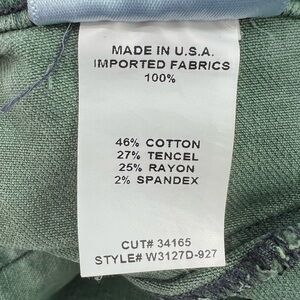 MADE IN U.S.A.
IMPORTED FABRICS
100%
46% COTTON
27% TENCEL
25% RAYON
2% SPANDEX
CUT# 34165
STYLE# W3127D-927